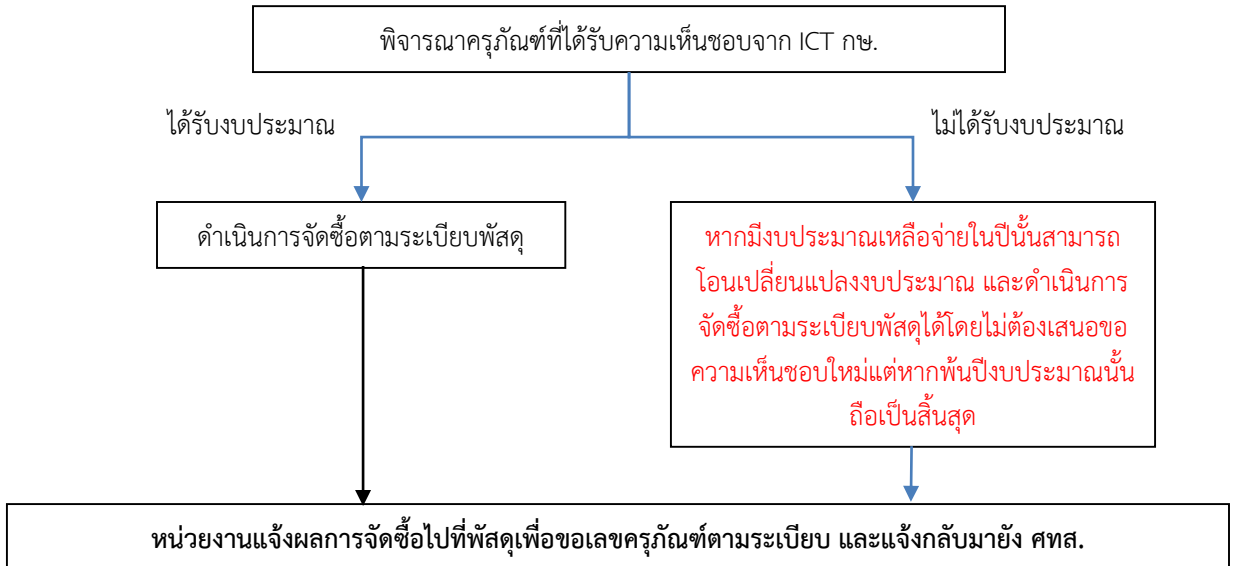 พิจารณาครุภัณฑ์ที่ได้รับความเห็นชอบจาก ICT กษ.
ได้รับงบประมาณ
ไม่ได้รับงบประมาณ
ดำเนินการจัดซื้อตามระเบียบพัสดุ
หากมีงบประมาณเหลือจ่ายในปีนั้นสามารถ
โอนเปลี่ยนแปลงงบประมาณ และดำเนินการ
จัดซื้อตามระเบียบพัสดุได้โดยไม่ต้องเสนอขอ
ความเห็นชอบใหม่แต่หากพ้นปีงบประมาณนั้น
ถือเป็นสิ้นสุด
หน่วยงานแจ้งผลการจัดซื้อไปที่พัสดุเพื่อขอเลขครุภัณฑ์ตามระเบียบ และแจ้งกลับมายัง ศทส.